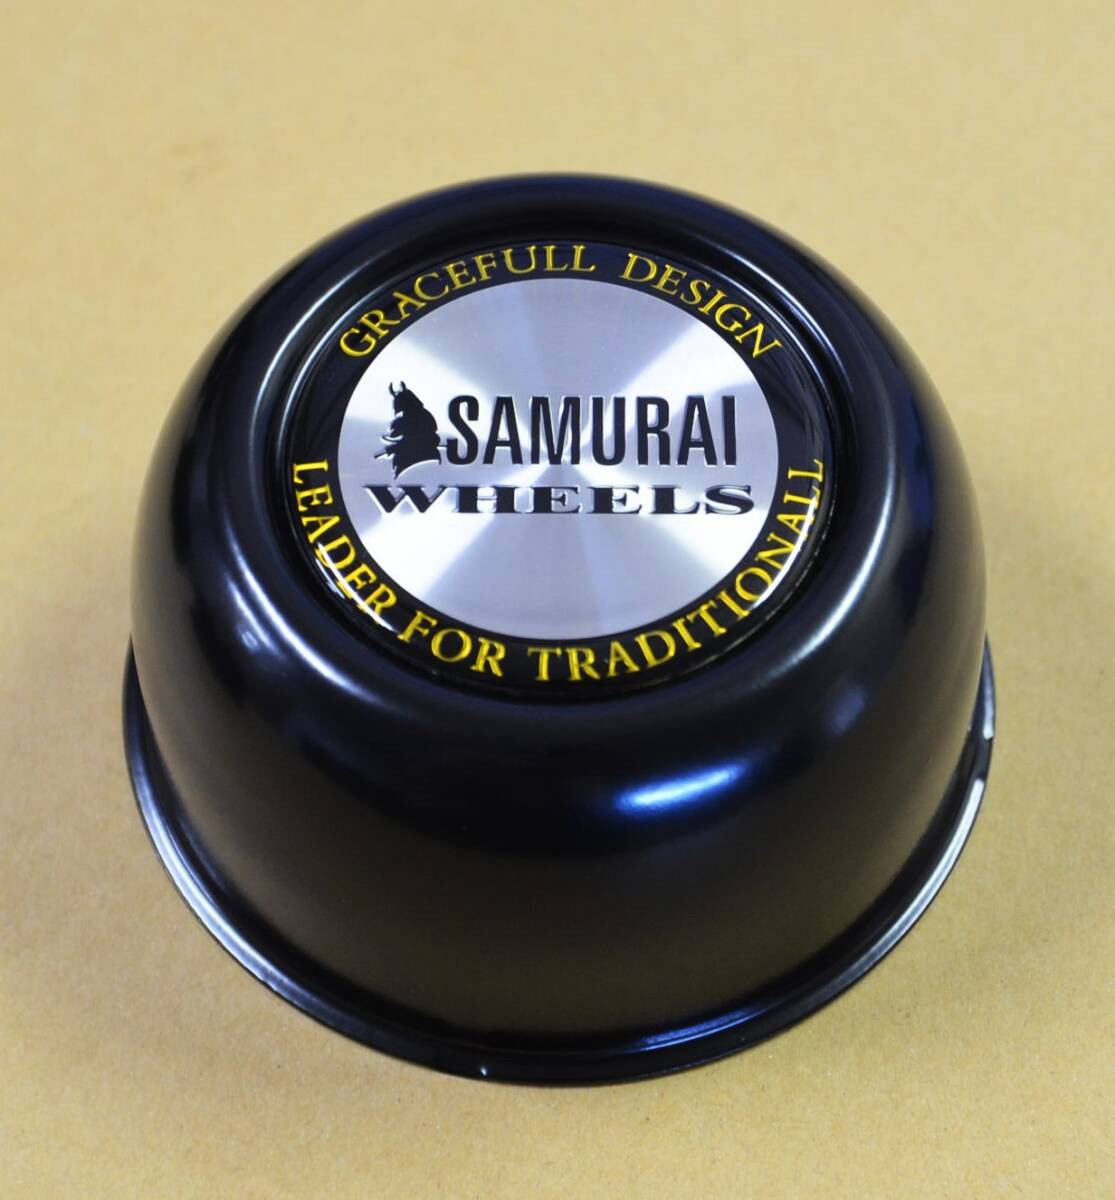 GRACEFULL DESIGN
SAMURAI
WHEELS
LEADER FOR TRADITIONALL